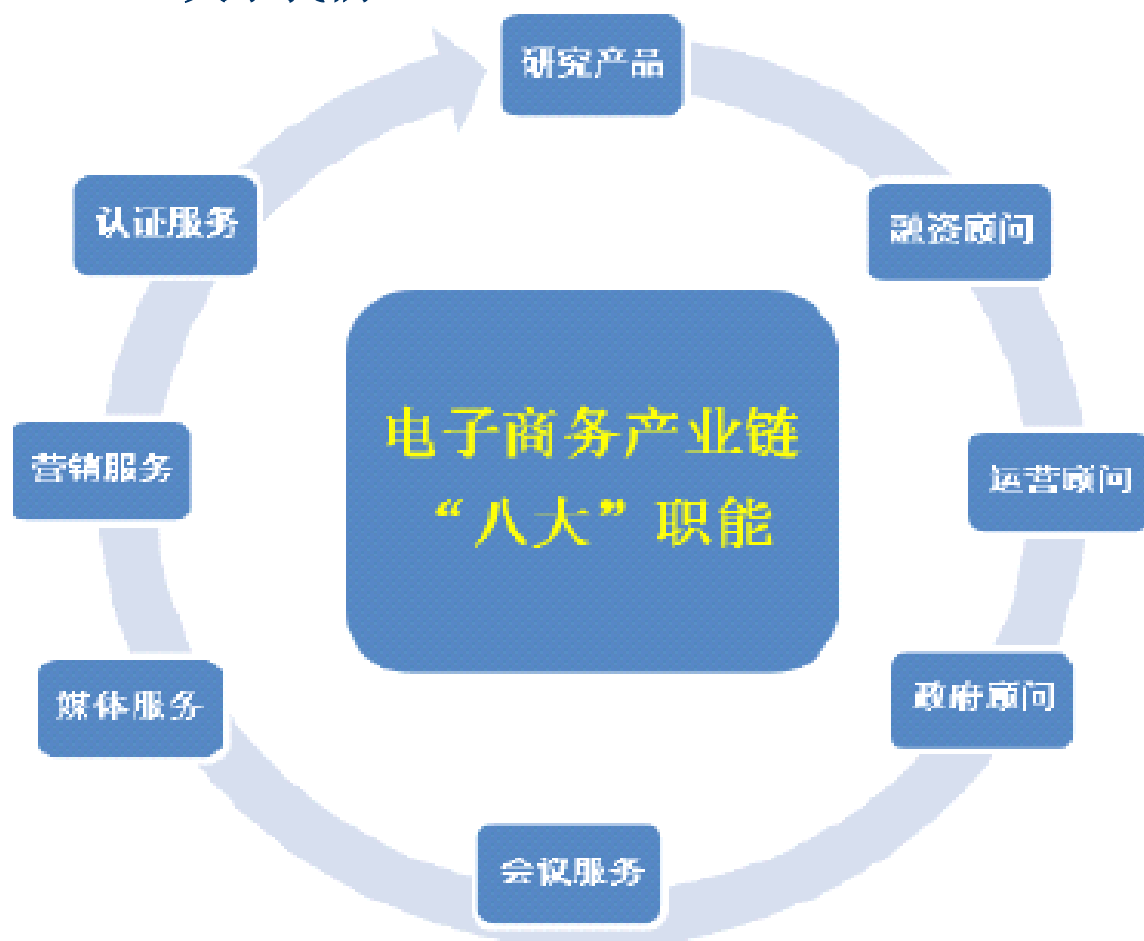 研究产品
融资顾问
运营顾问
政府顾问
会议服务
媒体服务
营销服务
认证服务
电子商务产业链
“八大”职能